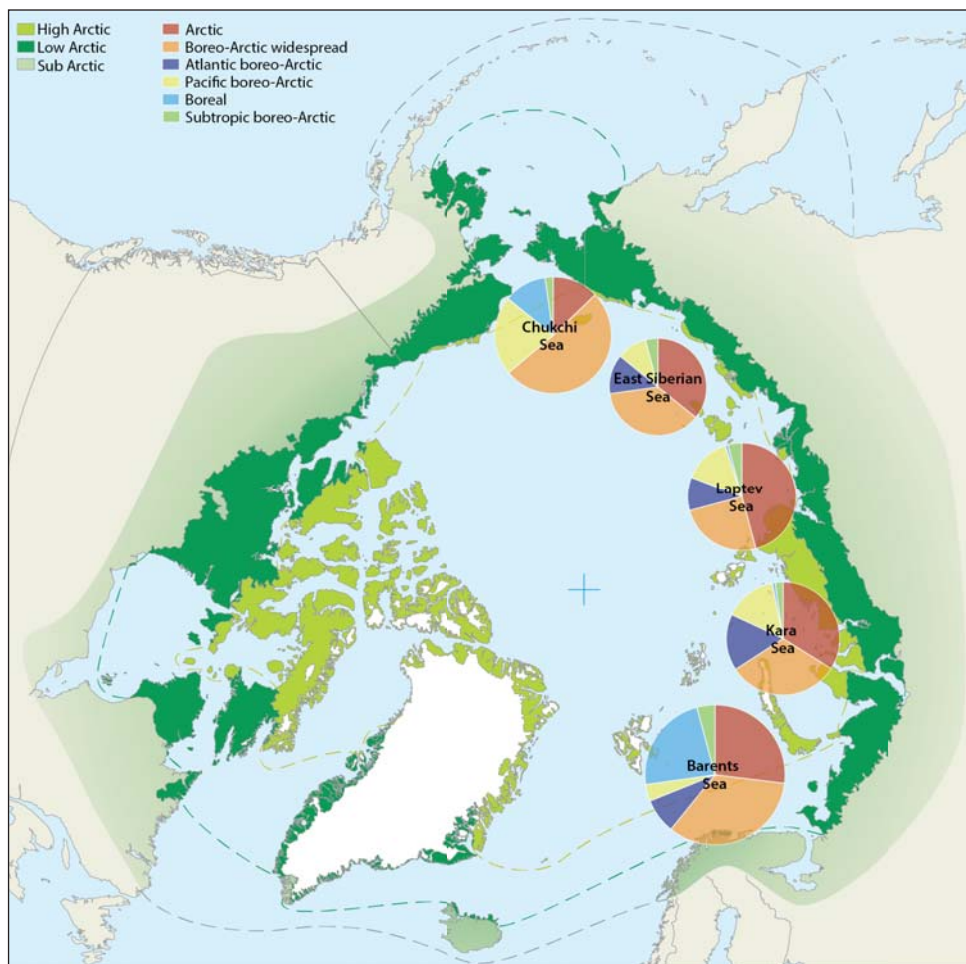 High Arctic
Low Arctic
Sub Arctic
Arctic
Boreo-Arctic widespread
Atlantic boreo-Arctic
Pacific boreo-Arctic
Boreal
Subtropic boreo-Arctic
Chukchi
Sea
East Siberian
Sea
Laptev
Sea
Kara
Sea
Barents
Sea